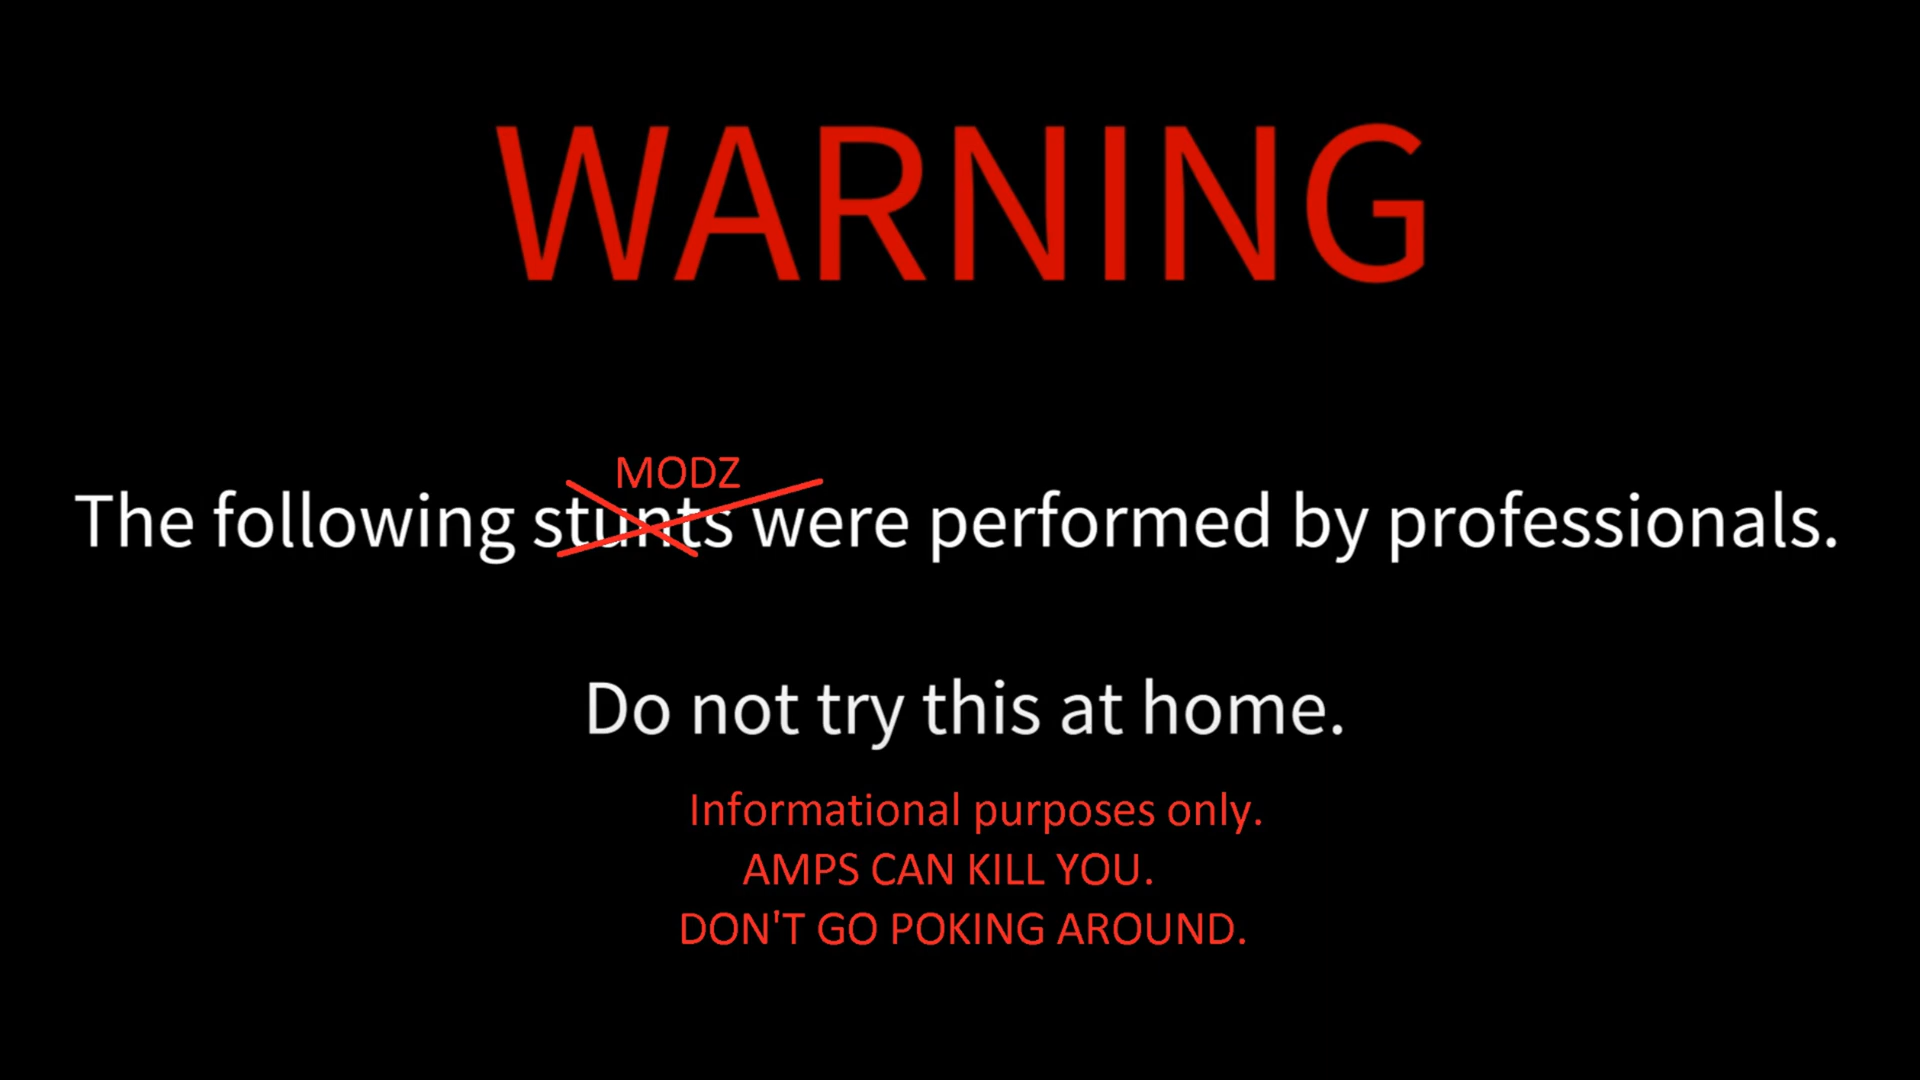 WARNING
MODZ
The following stunts were performed by professionals.
Do not try this at home.
Informational purposes only.
AMPS CAN KILL YOU.
DON'T GO POKING AROUND.